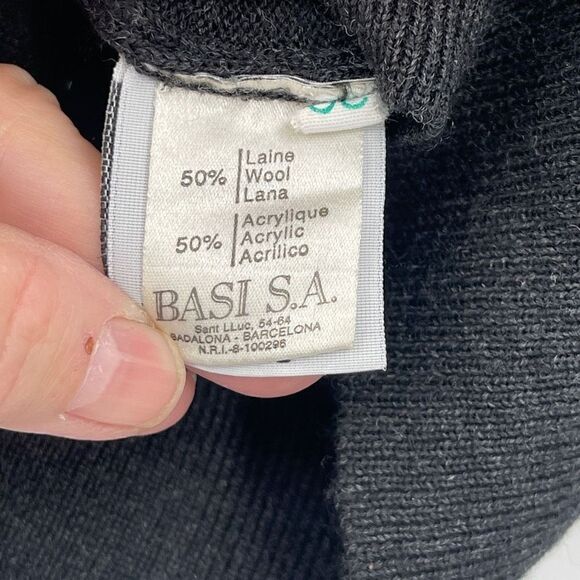 50%
Laine
Wool
Lana
50%
Acrylique
Acrylic
Acrilico
BASI S.A.
Sant LLuc, 54-64
BADALONA - BARCELONA
N.R.I.-8-100296